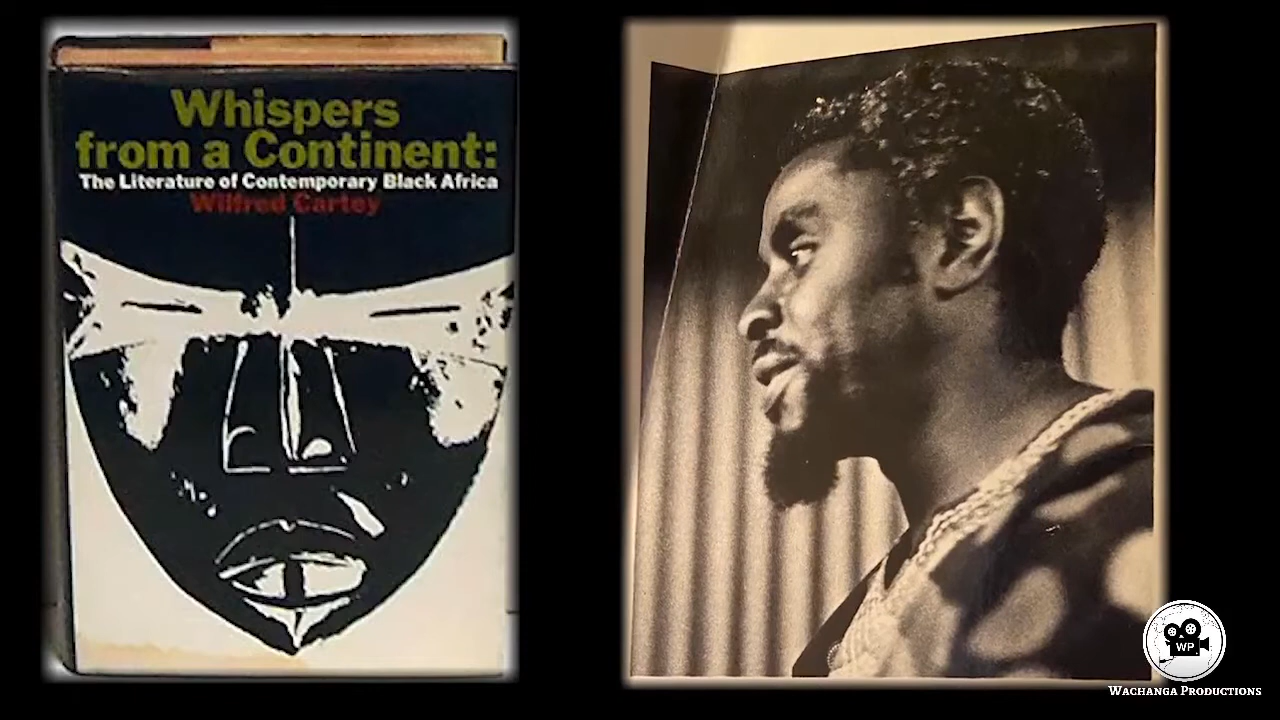 Whispers
from a Continent:
The Literature of Contemporary Black Africa
Wilfred Cartey
WP
WACHANGA PRODUCTIONS